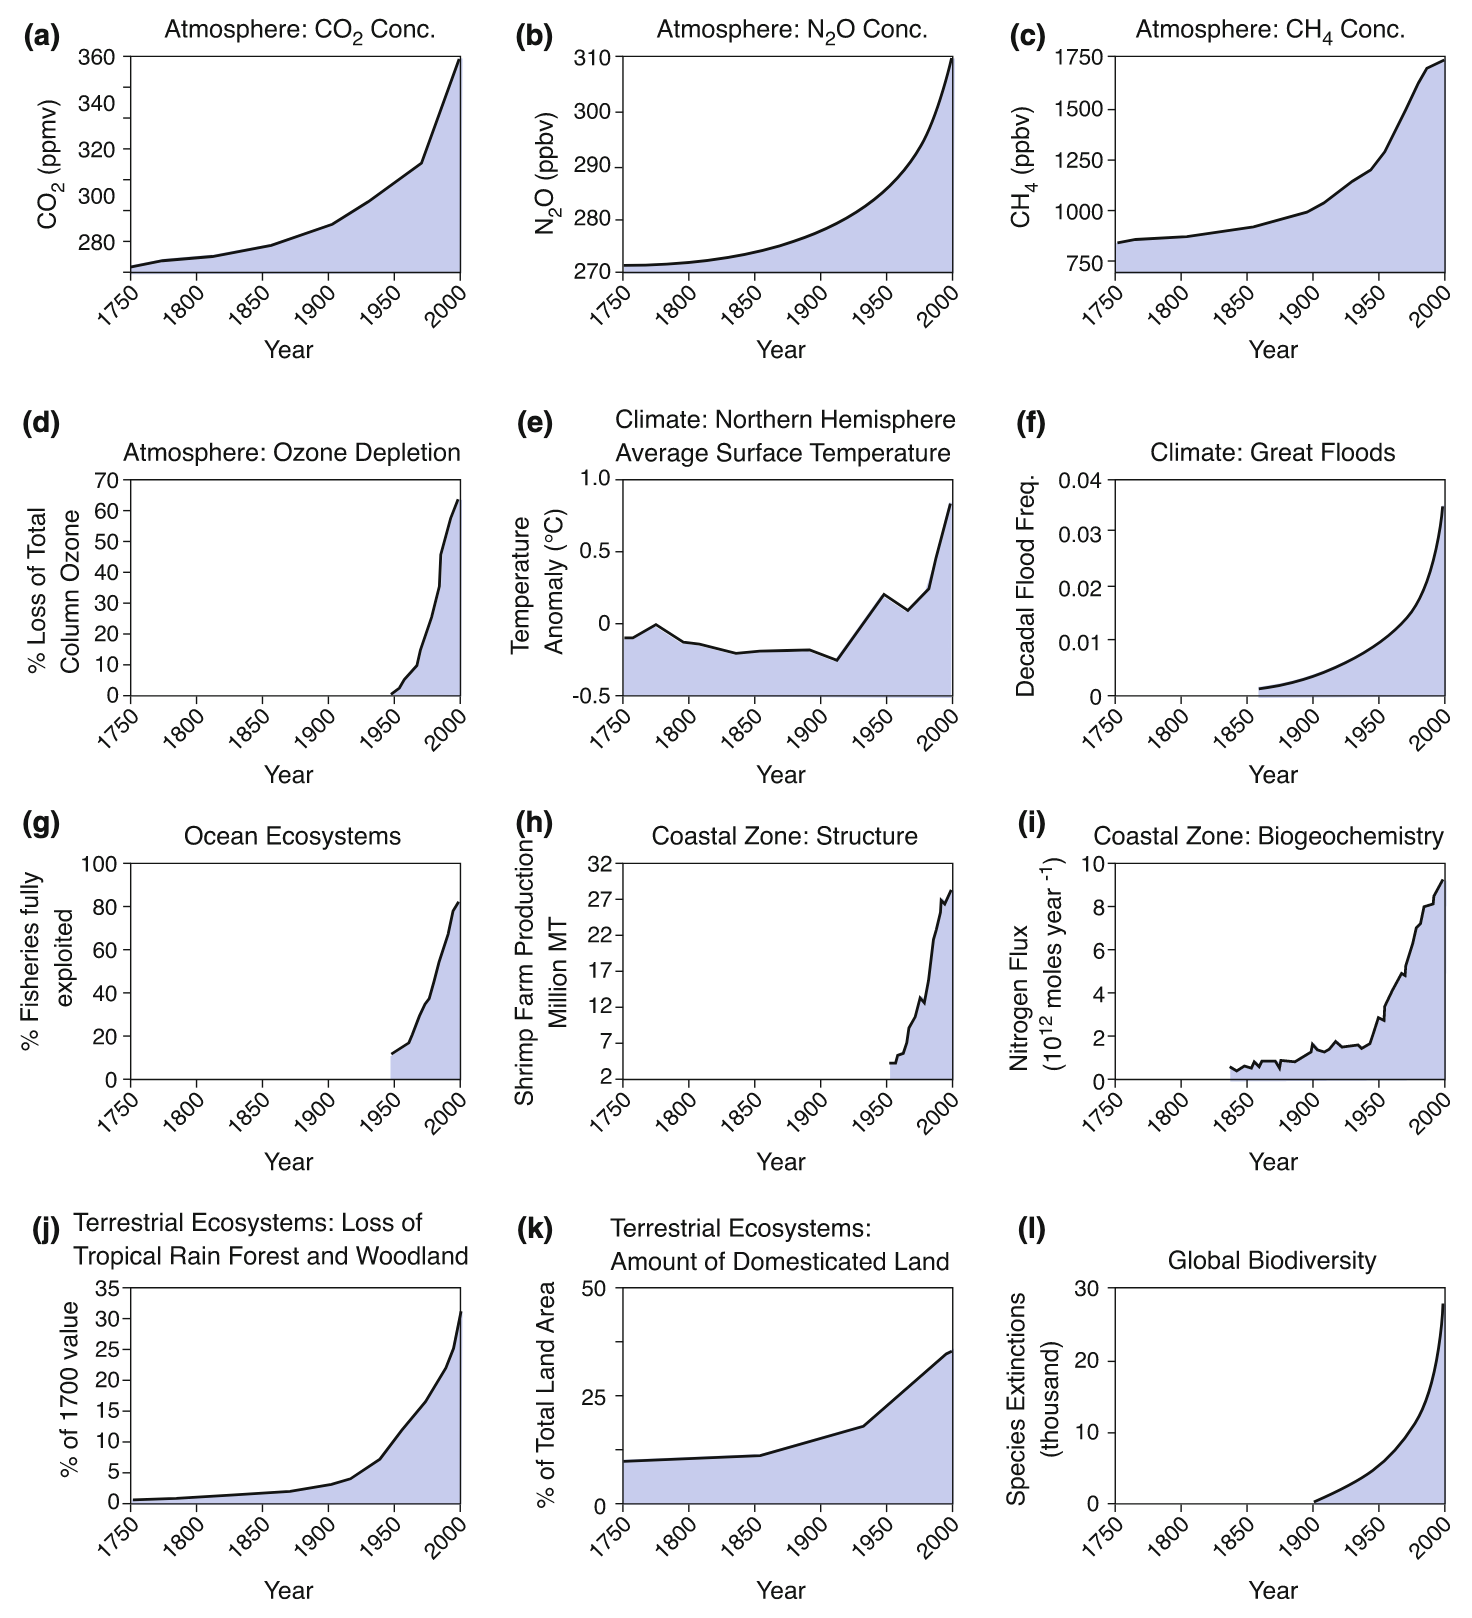 (a) Atmosphere: CO2 Conc.
CO2 (ppmv)
360
340
320
300
280
1750 1800 1850 1900 1950 2000
Year
(b) Atmosphere: N2O Conc.
N2O (ppbv)
310
300
290
280
270
1750 1800 1850 1900 1950 2000
Year
(c) Atmosphere: CH4 Conc.
CH4 (ppbv)
1750
1500
1250
1000
750
1750 1800 1850 1900 1950 2000
Year
(d) Atmosphere: Ozone Depletion
% Loss of Total
Column Ozone
70
60
50
40
30
20
10
0
1750 1800 1850 1900 1950 2000
Year
(e) Climate: Northern Hemisphere
Average Surface Temperature
Temperature
Anomaly (°C)
1.0
0.5
0
-0.5
1750 1800 1850 1900 1950 2000
Year
(f) Climate: Great Floods
Decadal Flood Freq.
0.04
0.03
0.02
0.01
0
1750 1800 1850 1900 1950 2000
Year
(g) Ocean Ecosystems
% Fisheries fully
exploited
100
80
60
40
20
0
1750 1800 1850 1900 1950 2000
Year
(h) Coastal Zone: Structure
Shrimp Farm Production
Million MT
32
27
22
17
12
7
2
1750 1800 1850 1900 1950 2000
Year
(i) Coastal Zone: Biogeochemistry
Nitrogen Flux
(10^12 moles year^-1)
10
8
6
4
2
0
1750 1800 1850 1900 1950 2000
Year
(j) Terrestrial Ecosystems: Loss of
Tropical Rain Forest and Woodland
% of 1700 value
35
30
25
20
15
10
5
0
1750 1800 1850 1900 1950 2000
Year
(k) Terrestrial Ecosystems:
Amount of Domesticated Land
% of Total Land Area
50
25
0
1750 1800 1850 1900 1950 2000
Year
(l) Global Biodiversity
Species Extinctions
(thousand)
30
20
10
0
1750 1800 1850 1900 1950 2000
Year